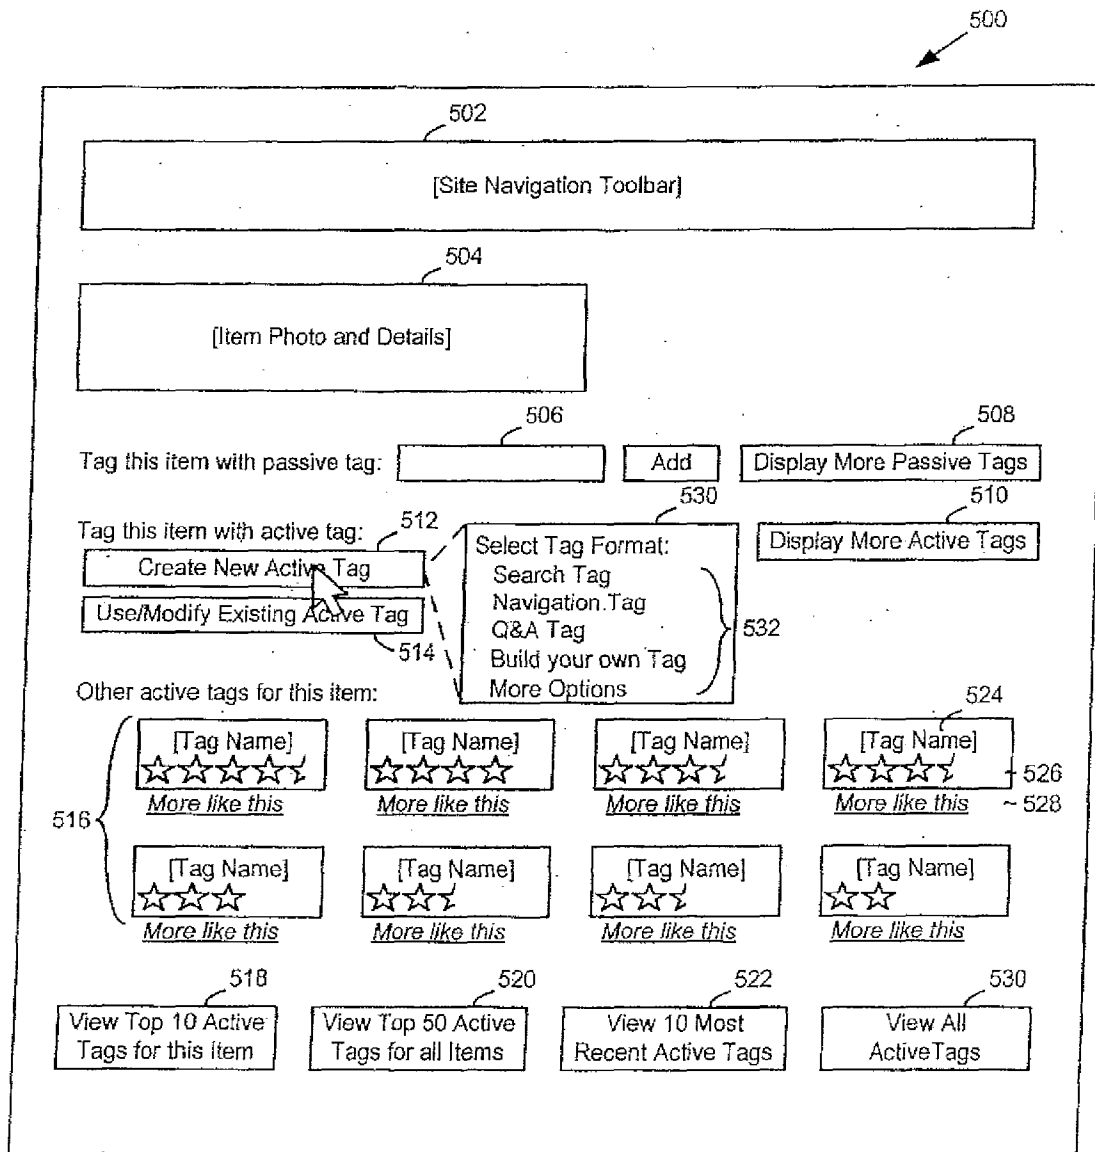 500
502
[Site Navigation Toolbar]
504
[Item Photo and Details]
506
508
Tag this item with passive tag:
Add
Display More Passive Tags
530
510
Tag this item with active tag:
512
Create New Active Tag
Select Tag Format:
Search Tag
Navigation Tag
Q&A Tag
Build your own Tag
More Options
532
Display More Active Tags
Use/Modify Existing Active Tag
514
Other active tags for this item:
516
524
[Tag Name]
[Tag Name]
[Tag Name]
[Tag Name]
526
More like this
More like this
More like this
More like this
528
[Tag Name]
[Tag Name]
[Tag Name]
[Tag Name]
More like this
More like this
More like this
More like this
518
520
522
530
View Top 10 Active
Tags for this Item
View Top 50 Active
Tags for all Items
View 10 Most
Recent Active Tags
View All
ActiveTags